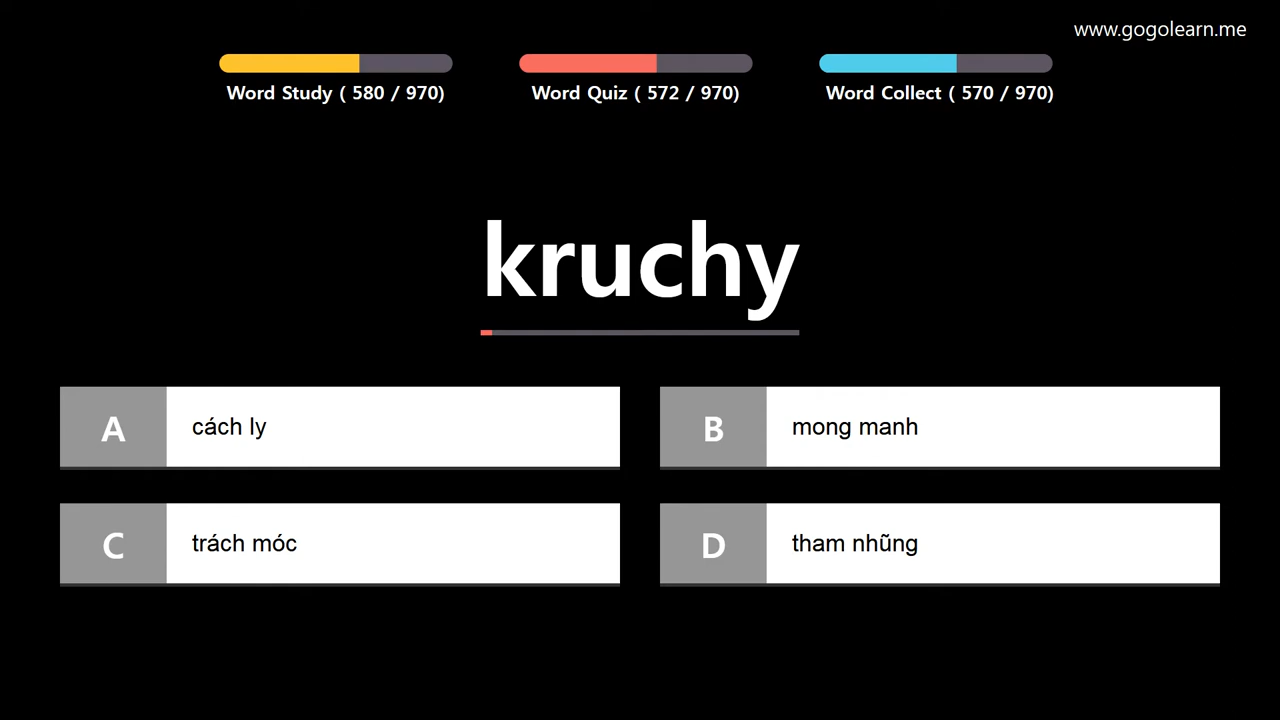 www.gogolearn.me
Word Study ( 580 / 970)
Word Quiz ( 572 / 970)
Word Collect ( 570 / 970)
kruchy
A cách ly
B mong manh
C trách móc
D tham nhũng